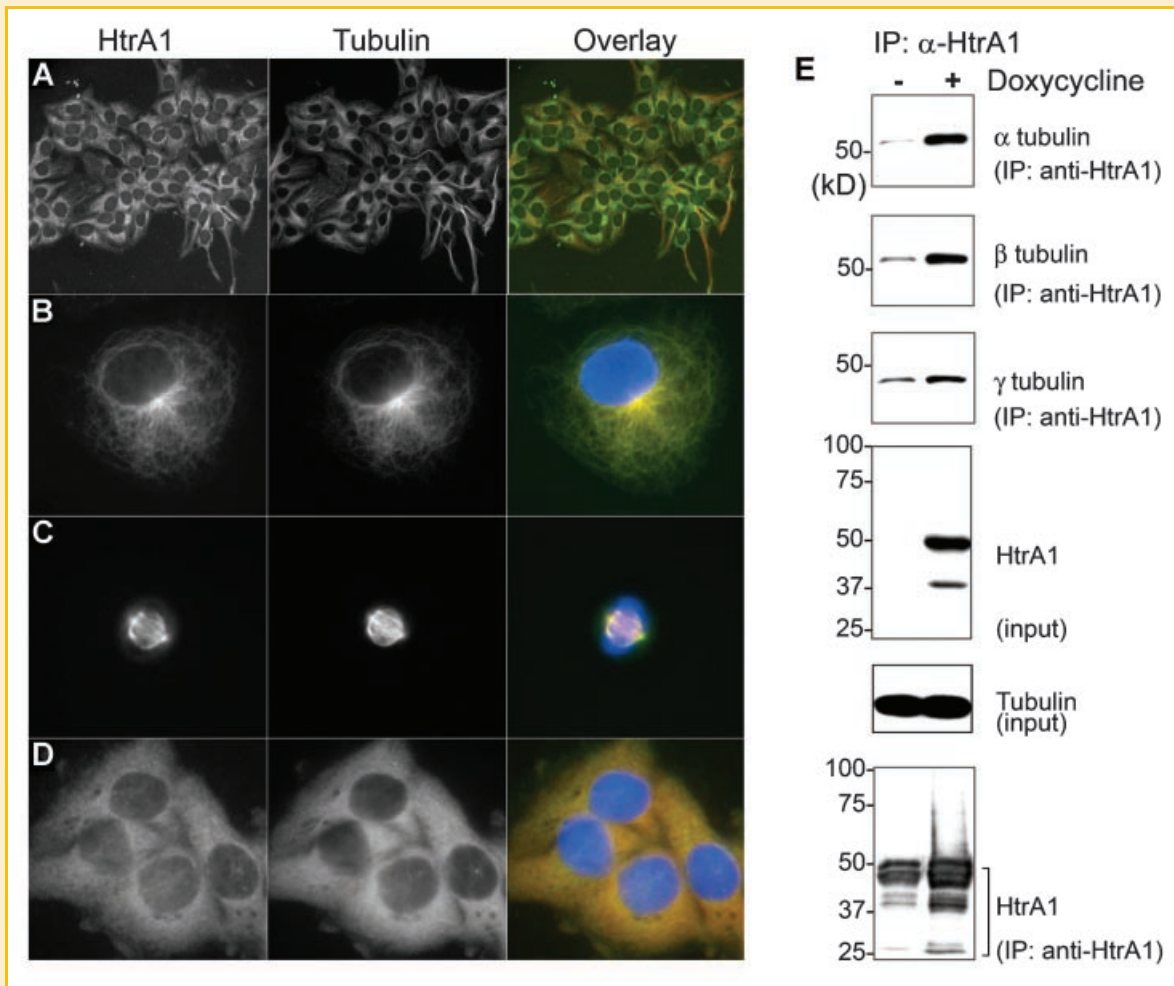 HtrA1 Tubulin Overlay
A
B
C
D
E
IP: α-HtrA1
- + Doxycycline
50
(kD)
α tubulin
(IP: anti-HtrA1)
50
β tubulin
(IP: anti-HtrA1)
50
γ tubulin
(IP: anti-HtrA1)
100
75
50
37
25
HtrA1
(input)
Tubulin
(input)
100
75
50
37
25
HtrA1
(IP: anti-HtrA1)